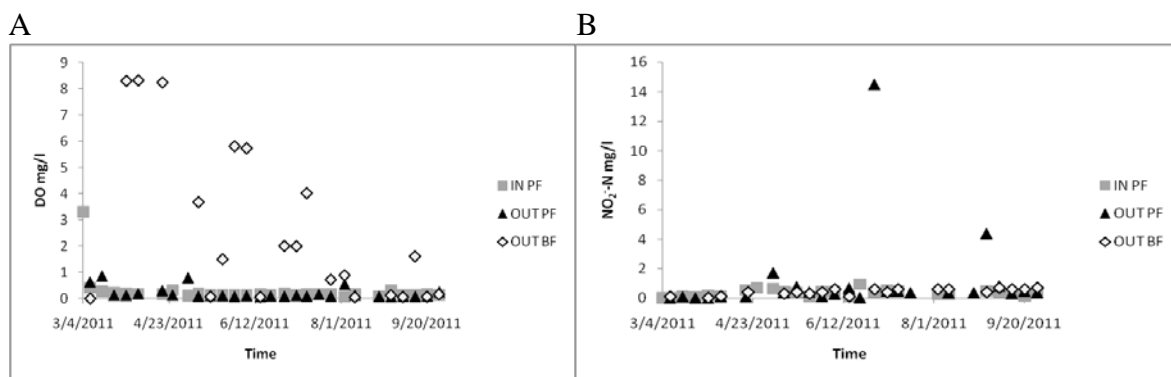 A
B
DO mg/l
9
8
7
6
5
4
3
2
1
0
3/4/2011 4/23/2011 6/12/2011 8/1/2011 9/20/2011
Time
IN PF
OUT PF
OUT BF
NO₂⁻-N mg/l
16
14
12
10
8
6
4
2
0
3/4/2011 4/23/2011 6/12/2011 8/1/2011 9/20/2011
Time
IN PF
OUT PF
OUT BF